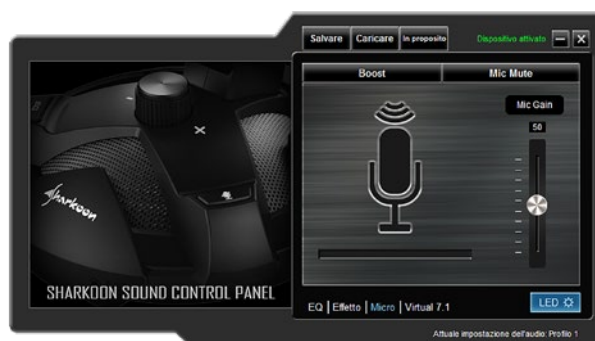 Salvare Caricare In proposito Dispositivo attivato
Boost Mic Mute
Mic Gain
50
Sharkoon
SHARKOON SOUND CONTROL PANEL
EQ | Effetto | Micro | Virtual 7.1
LED
Attuale impostazione dell'audio: Profilo 1